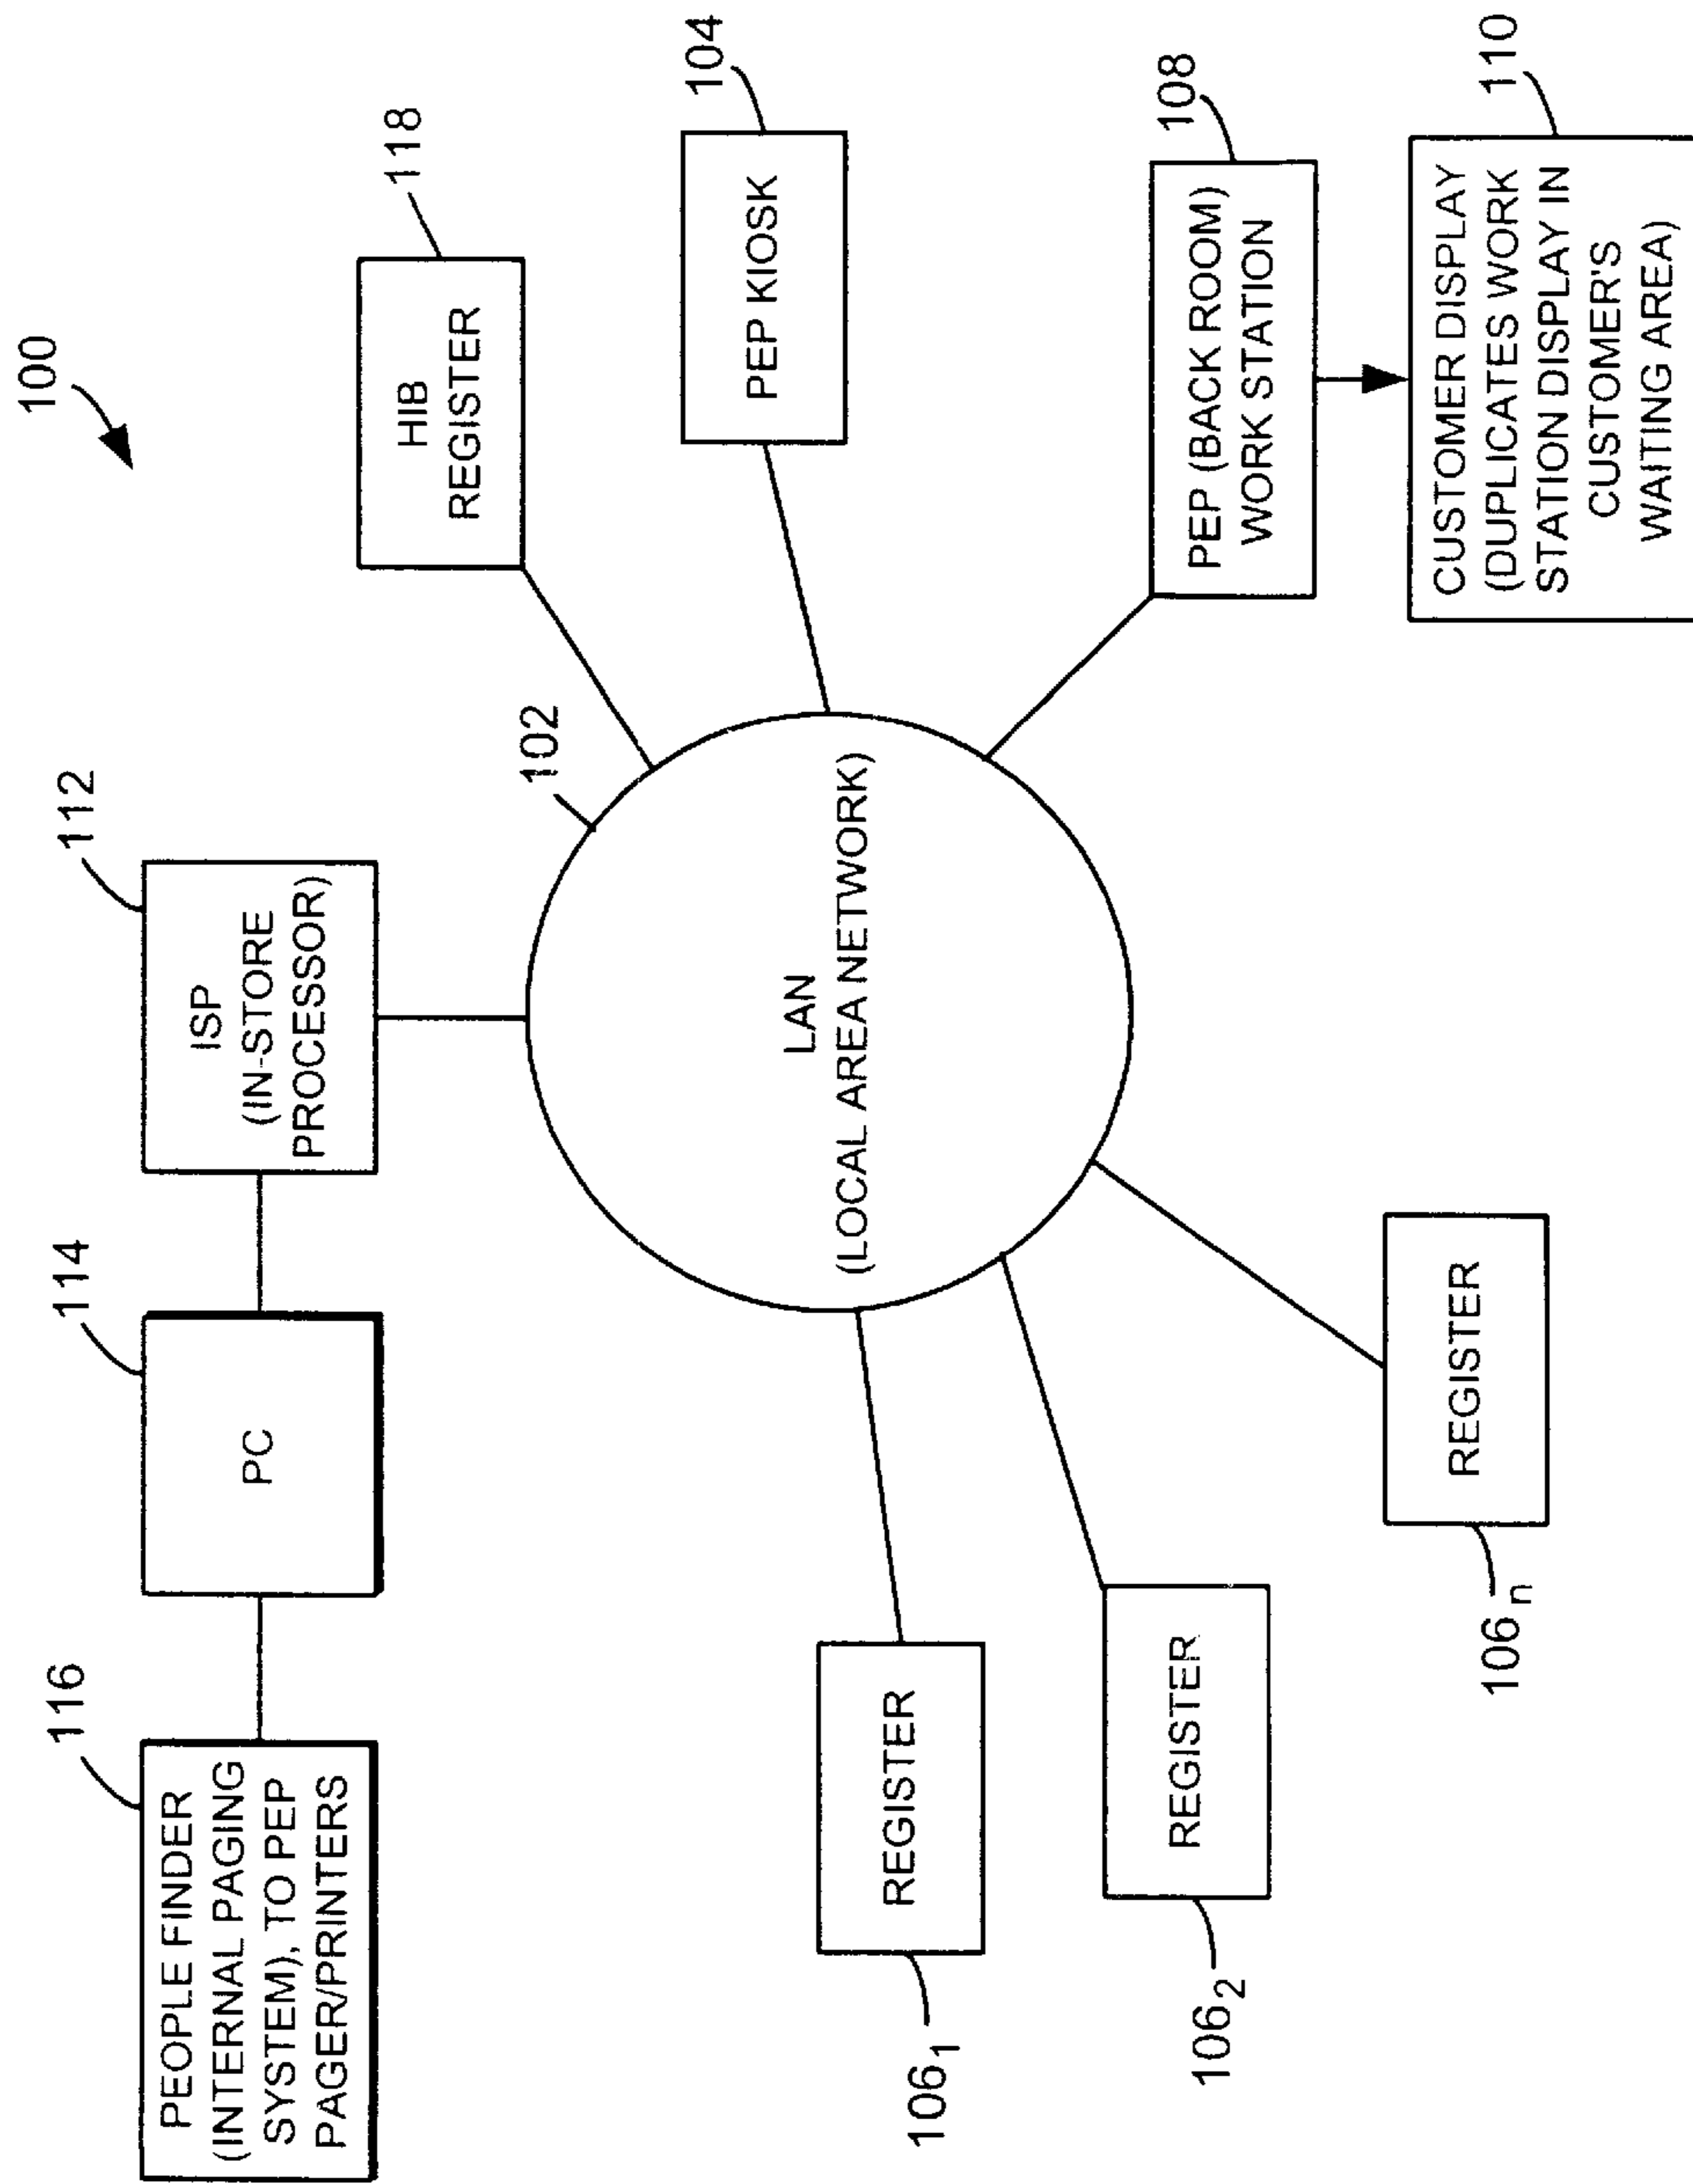 100
116
PEOPLE FINDER
(INTERNAL PAGING
SYSTEM), TO PEP
PAGER/PRINTERS
114
PC
112
ISP
(IN-STORE
PROCESSOR)
118
HIB
REGISTER
102
LAN
(LOCAL AREA NETWORK)
104
PEP KIOSK
REGISTER
106₁
REGISTER
106₂
REGISTER
106ₙ
108
PEP (BACK ROOM)
WORK STATION
110
CUSTOMER DISPLAY
(DUPLICATES WORK
STATION DISPLAY IN
CUSTOMER'S
WAITING AREA)